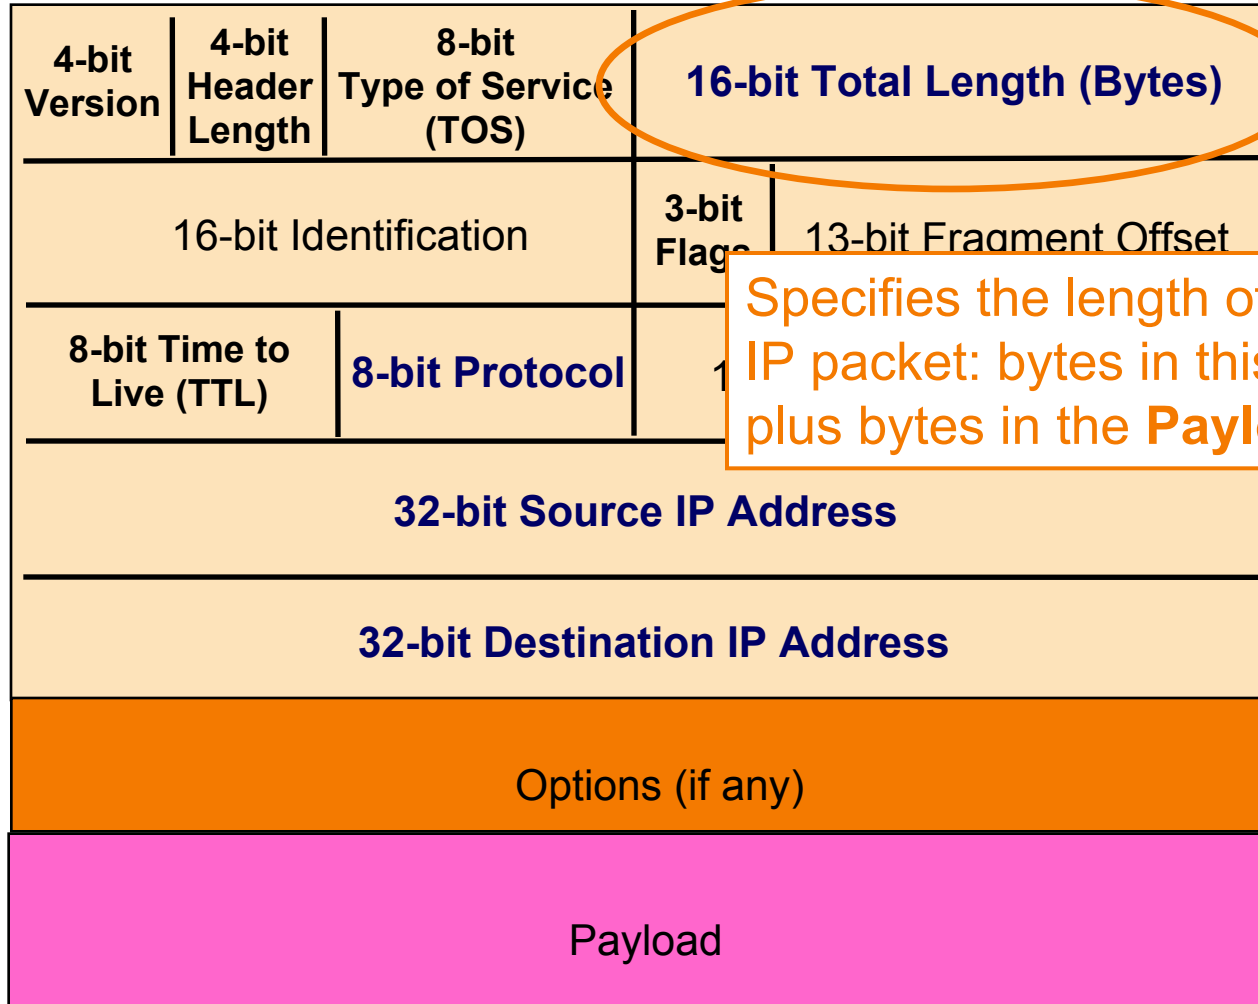 4-bit
Version
4-bit
Header
Length
8-bit
Type of Service
(TOS)
16-bit Total Length (Bytes)
16-bit Identification
3-bit
Flags
13-bit Fragment Offset
Specifies the length
IP packet: bytes in
plus bytes in the
8-bit Time to
Live (TTL)
8-bit Protocol
32-bit Source IP Address
32-bit Destination IP Address
Options (if any)
Payload